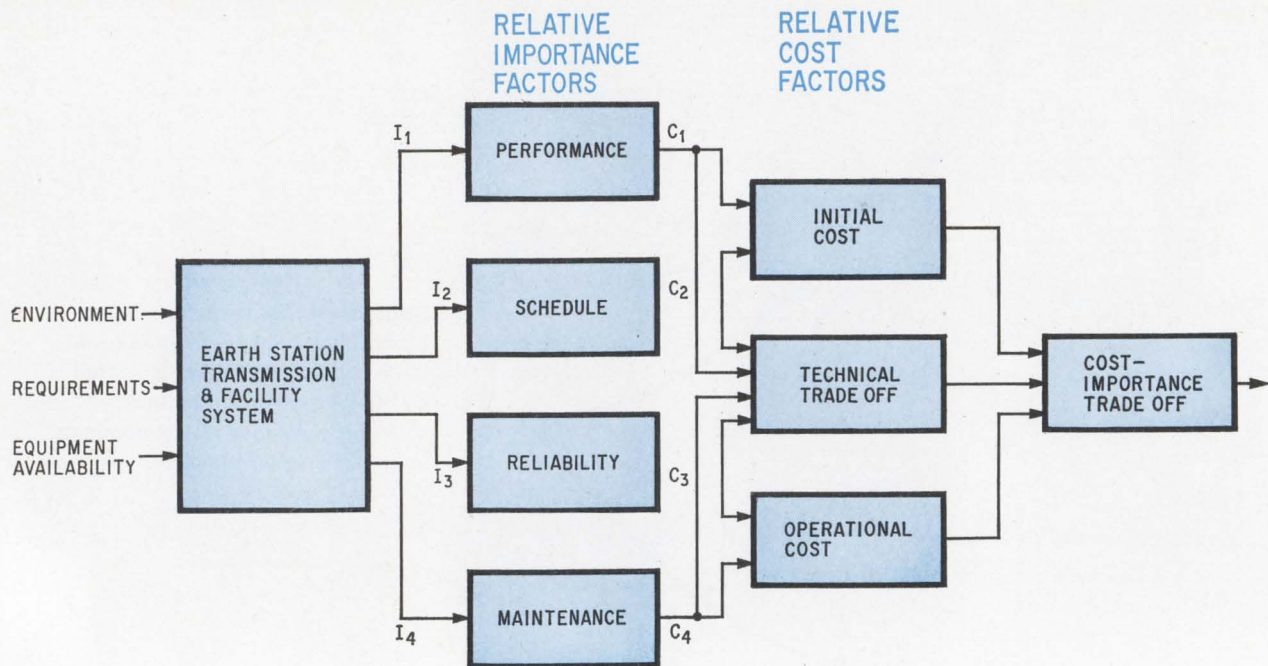 RELATIVE
IMPORTANCE
FACTORS
RELATIVE
COST
FACTORS
ENVIRONMENT.
REQUIREMENTS
EQUIPMENT
AVAILABILITY
EARTH STATION
TRANSMISSION
& FACILITY
SYSTEM
I1
I2
I3
I4
PERFORMANCE
SCHEDULE
RELIABILITY
MAINTENANCE
C1
C2
C3
C4
INITIAL
COST
TECHNICAL
TRADE OFF
OPERATIONAL
COST
COST–
IMPORTANCE
TRADE OFF